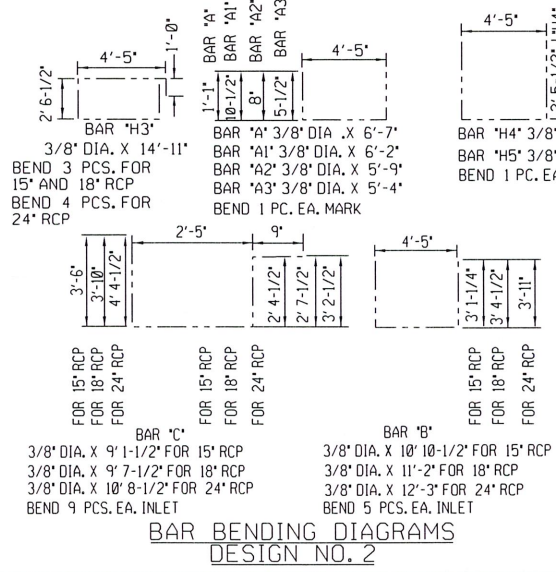 4'-5"
1'-0"
2' 6-1/2"
BAR "H3"
3/8" DIA. X 14'-11"
BEND 3 PCS. FOR
15" AND 18" RCP
BEND 4 PCS. FOR
24" RCP
BAR "A"
BAR "A1"
BAR "A2"
BAR "A3"
1'-1"
10-1/2"
8"
5-1/2"
4'-5"
BAR "A" 3/8" DIA .X 6'-7"
BAR "A1" 3/8" DIA. X 6'-2"
BAR "A2" 3/8" DIA. X 5'-9"
BAR "A3" 3/8" DIA. X 5'-4"
BEND 1 PC. EA. MARK
4'-5"
BAR "H4" 3/8"
BAR "H5" 3/8"
BEND 1 PC. EA
2'-5"
9"
3'-6"
3'-10"
4' 4-1/2"
2' 4-1/2"
2' 7-1/2"
3' 2-1/2"
FOR 15" RCP
FOR 18" RCP
FOR 24" RCP
FOR 15" RCP
FOR 18" RCP
FOR 24" RCP
BAR "C"
3/8" DIA. X 9' 1-1/2" FOR 15" RCP
3/8" DIA. X 9' 7-1/2" FOR 18" RCP
3/8" DIA. X 10' 8-1/2" FOR 24" RCP
BEND 9 PCS. EA. INLET
4'-5"
3' 1-1/4"
3' 4-1/2"
3'-11"
FOR 15" RCP
FOR 18" RCP
FOR 24" RCP
BAR "B"
3/8" DIA. X 10' 10-1/2" FOR 15" RCP
3/8" DIA. X 11'-2" FOR 18" RCP
3/8" DIA. X 12'-3" FOR 24" RCP
BEND 5 PCS. EA. INLET
BAR BENDING DIAGRAMS
DESIGN NO. 2